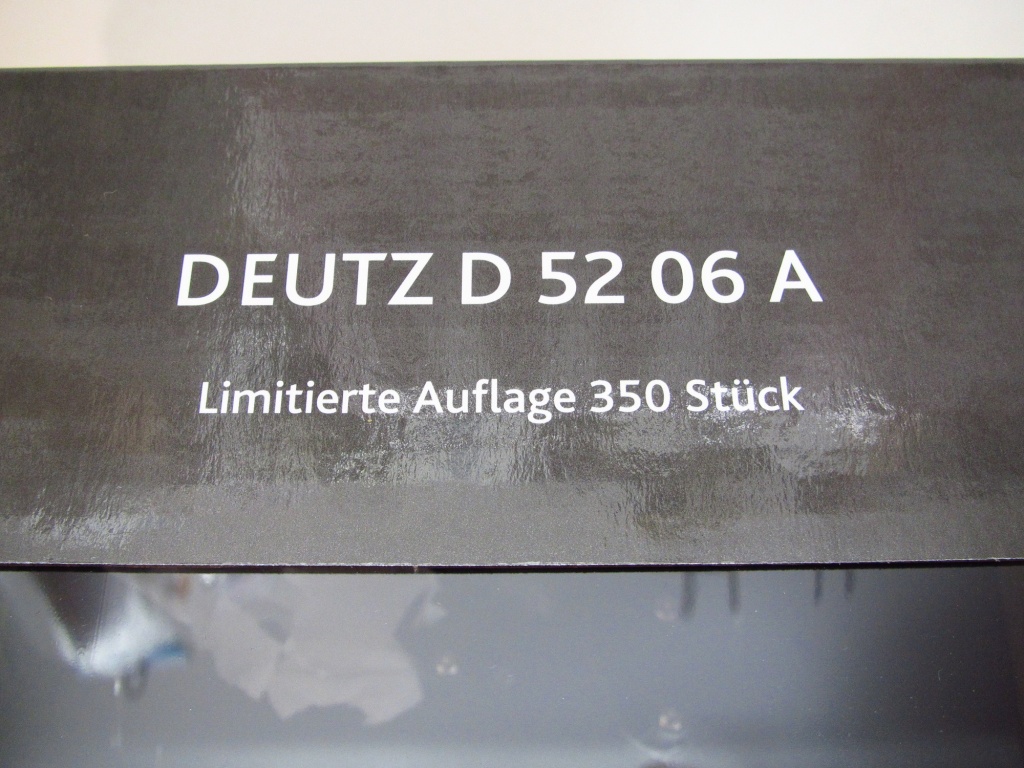 DEUTZ D 52 06 A
Limitierte Auflage 350 Stück